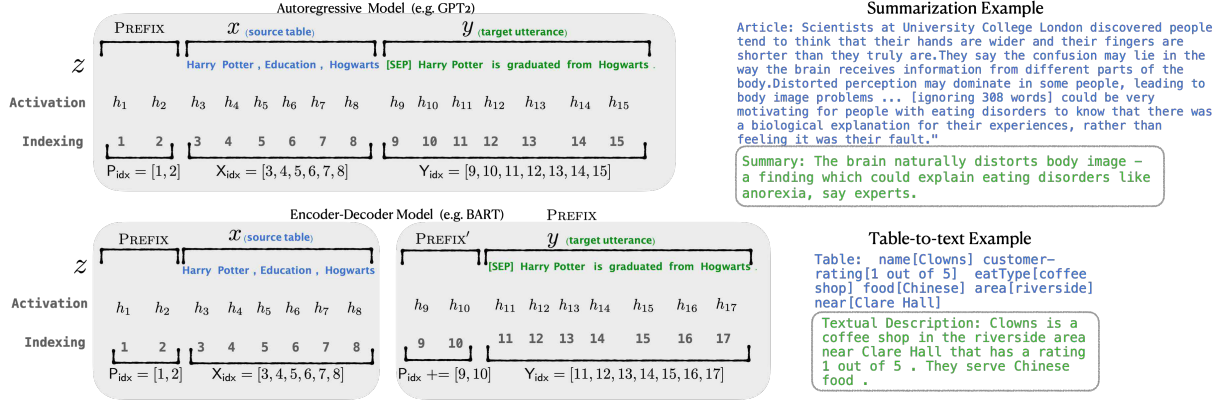 Autoregressive Model (e.g. GPT2)
PREFIX x (source table) y (target utterance)
z Harry Potter , Education , Hogwarts [SEP] Harry Potter is graduated from Hogwarts .
Activation h1 h2 h3 h4 h5 h6 h7 h8 h9 h10 h11 h12 h13 h14 h15
Indexing 1 2 3 4 5 6 7 8 9 10 11 12 13 14 15
Pidx = [1, 2] Xidx = [3, 4, 5, 6, 7, 8] Yidx = [9, 10, 11, 12, 13, 14, 15]
Encoder-Decoder Model (e.g. BART) PREFIX
PREFIX x (source table) PREFIX′ y (target utterance)
z Harry Potter , Education , Hogwarts [SEP] Harry Potter is graduated from Hogwarts .
Activation h1 h2 h3 h4 h5 h6 h7 h8 h9 h10 h11 h12 h13 h14 h15 h16 h17
Indexing 1 2 3 4 5 6 7 8 9 10 11 12 13 14 15 16 17
Pidx = [1, 2] Xidx = [3, 4, 5, 6, 7, 8] Pidx += [9, 10] Yidx = [11, 12, 13, 14, 15, 16, 17]
Summarization Example
Article: Scientists at University College London discovered people
tend to think that their hands are wider and their fingers are
shorter than they truly are.They say the confusion may lie in the
way the brain receives information from different parts of the
body.Distorted perception may dominate in some people, leading to
body image problems ... [ignoring 308 words] could be very
motivating for people with eating disorders to know that there was
a biological explanation for their experiences, rather than
feeling it was their fault."
Summary: The brain naturally distorts body image –
a finding which could explain eating disorders like
anorexia, say experts.
Table-to-text Example
Table: name[Clowns] customer-
rating[1 out of 5] eatType[coffee
shop] food[Chinese] area[riverside]
near[Clare Hall]
Textual Description: Clowns is a
coffee shop in the riverside area
near Clare Hall that has a rating
1 out of 5 . They serve Chinese
food .